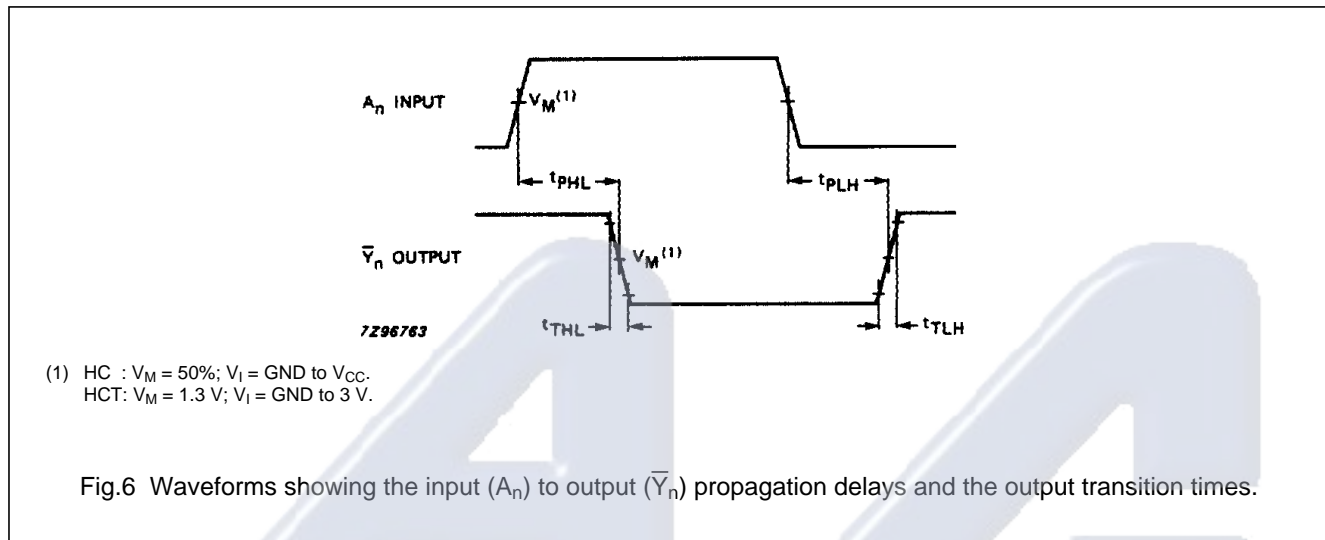 Aₙ INPUT
V_M⁽¹⁾
t_PHL
t_PLH
Y̅ₙ OUTPUT
V_M⁽¹⁾
7Z96763
t_THL
t_TLH
(1) HC : V_M = 50%; V_I = GND to V_CC.
HCT: V_M = 1.3 V; V_I = GND to 3 V.
Fig.6 Waveforms showing the input (Aₙ) to output (Y̅ₙ) propagation delays and the output transition times.